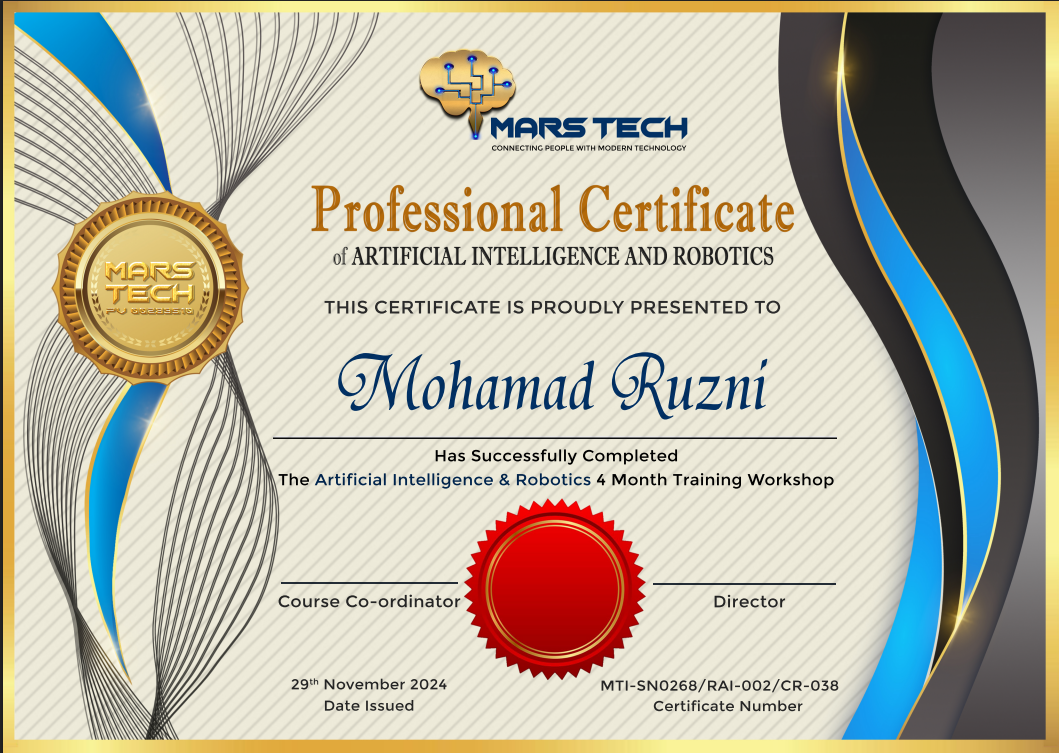 MARS TECH
CONNECTING PEOPLE WITH MODERN TECHNOLOGY
Professional Certificate
of ARTIFICIAL INTELLIGENCE AND ROBOTICS
MARS
TECH
THIS CERTIFICATE IS PROUDLY PRESENTED TO
Mohamad Ruzni
Has Successfully Completed
The Artificial Intelligence & Robotics 4 Month Training Workshop
Course Co-ordinator
Director
29th November 2024
Date Issued
MTI-SN0268/RAI-002/CR-038
Certificate Number